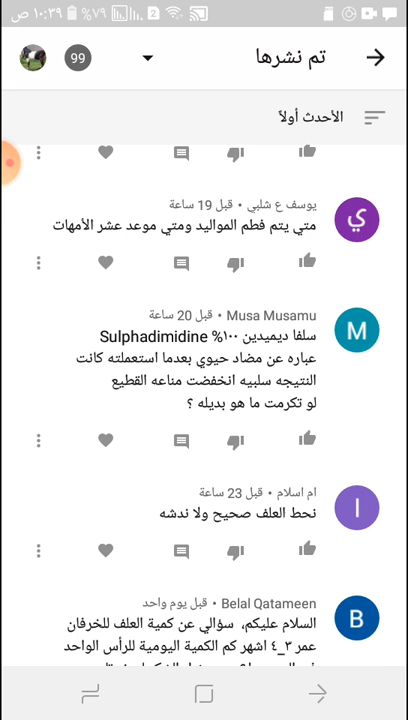 ١٠:٣٩ ص ٧٩% 2
تم نشرها 99
الأحدث أولاً
يوسف ع شلبي • قبل 19 ساعة
ي
متي يتم فطم المواليد ومتي موعد عشر الأمهات
Musa Musamu • قبل 20 ساعة
M
سلفا ديميدين ١٠٠% Sulphadimidine
عباره عن مضاد حيوي بعدما استعملته كانت
النتيجه سلبيه انخفضت مناعه القطيع
لو تكرمت ما هو بديله ؟
ام اسلام • قبل 23 ساعة
I
نحط العلف صحيح ولا ندشه
Belal Qatameen • قبل يوم واحد
B
السلام عليكم، سؤالي عن كمية العلف للخرفان
عمر ٣_٤ اشهر كم الكمية اليومية للرأس الواحد